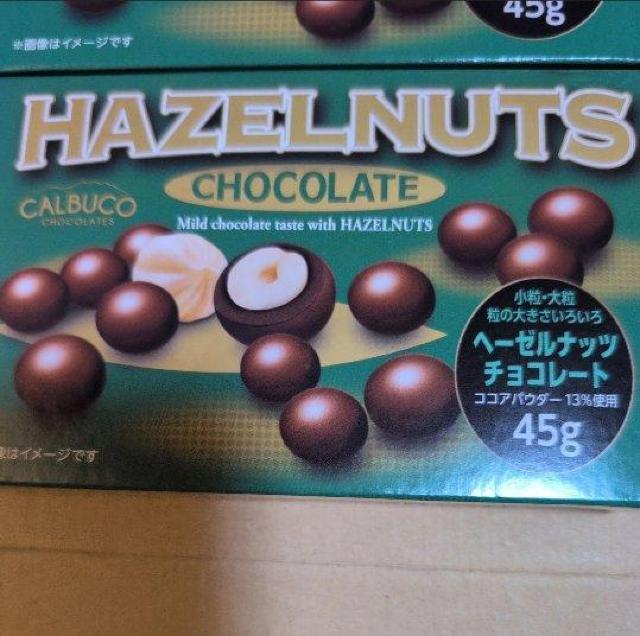 45g
※画像はイメージです
HAZELNUTS
CHOCOLATE
CALBUCO
CHOCOLATES
Mild chocolate taste with HAZELNUTS
小粒・大粒
粒の大きさいろいろ
ヘーゼルナッツ
チョコレート
ココアパウダー 13%使用
45g
像はイメージです